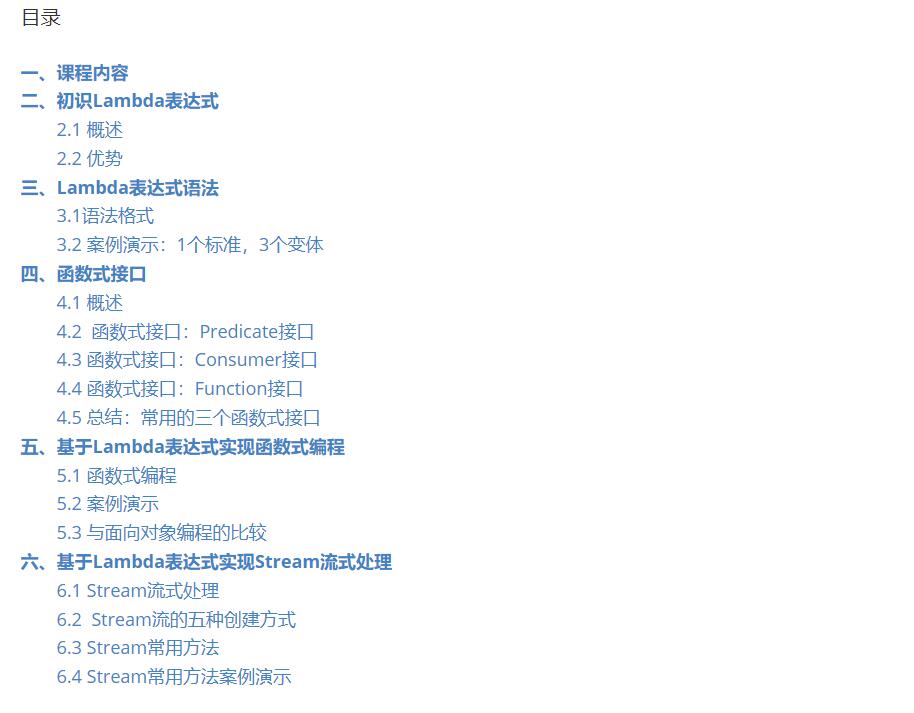 目录
一、课程内容
二、初识Lambda表达式
2.1 概述
2.2 优势
三、Lambda表达式语法
3.1语法格式
3.2 案例演示：1个标准，3个变体
四、函数式接口
4.1 概述
4.2  函数式接口：Predicate接口
4.3 函数式接口：Consumer接口
4.4 函数式接口：Function接口
4.5 总结：常用的三个函数式接口
五、基于Lambda表达式实现函数式编程
5.1 函数式编程
5.2 案例演示
5.3 与面向对象编程的比较
六、基于Lambda表达式实现Stream流式处理
6.1 Stream流式处理
6.2  Stream流的五种创建方式
6.3 Stream常用方法
6.4 Stream常用方法案例演示